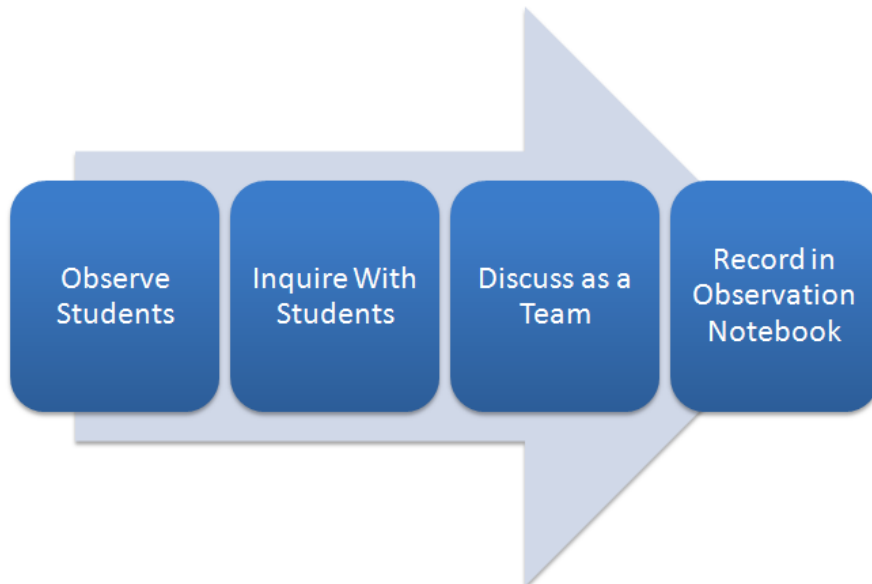 Observe
Students
Inquire With
Students
Discuss as a
Team
Record in
Observation
Notebook